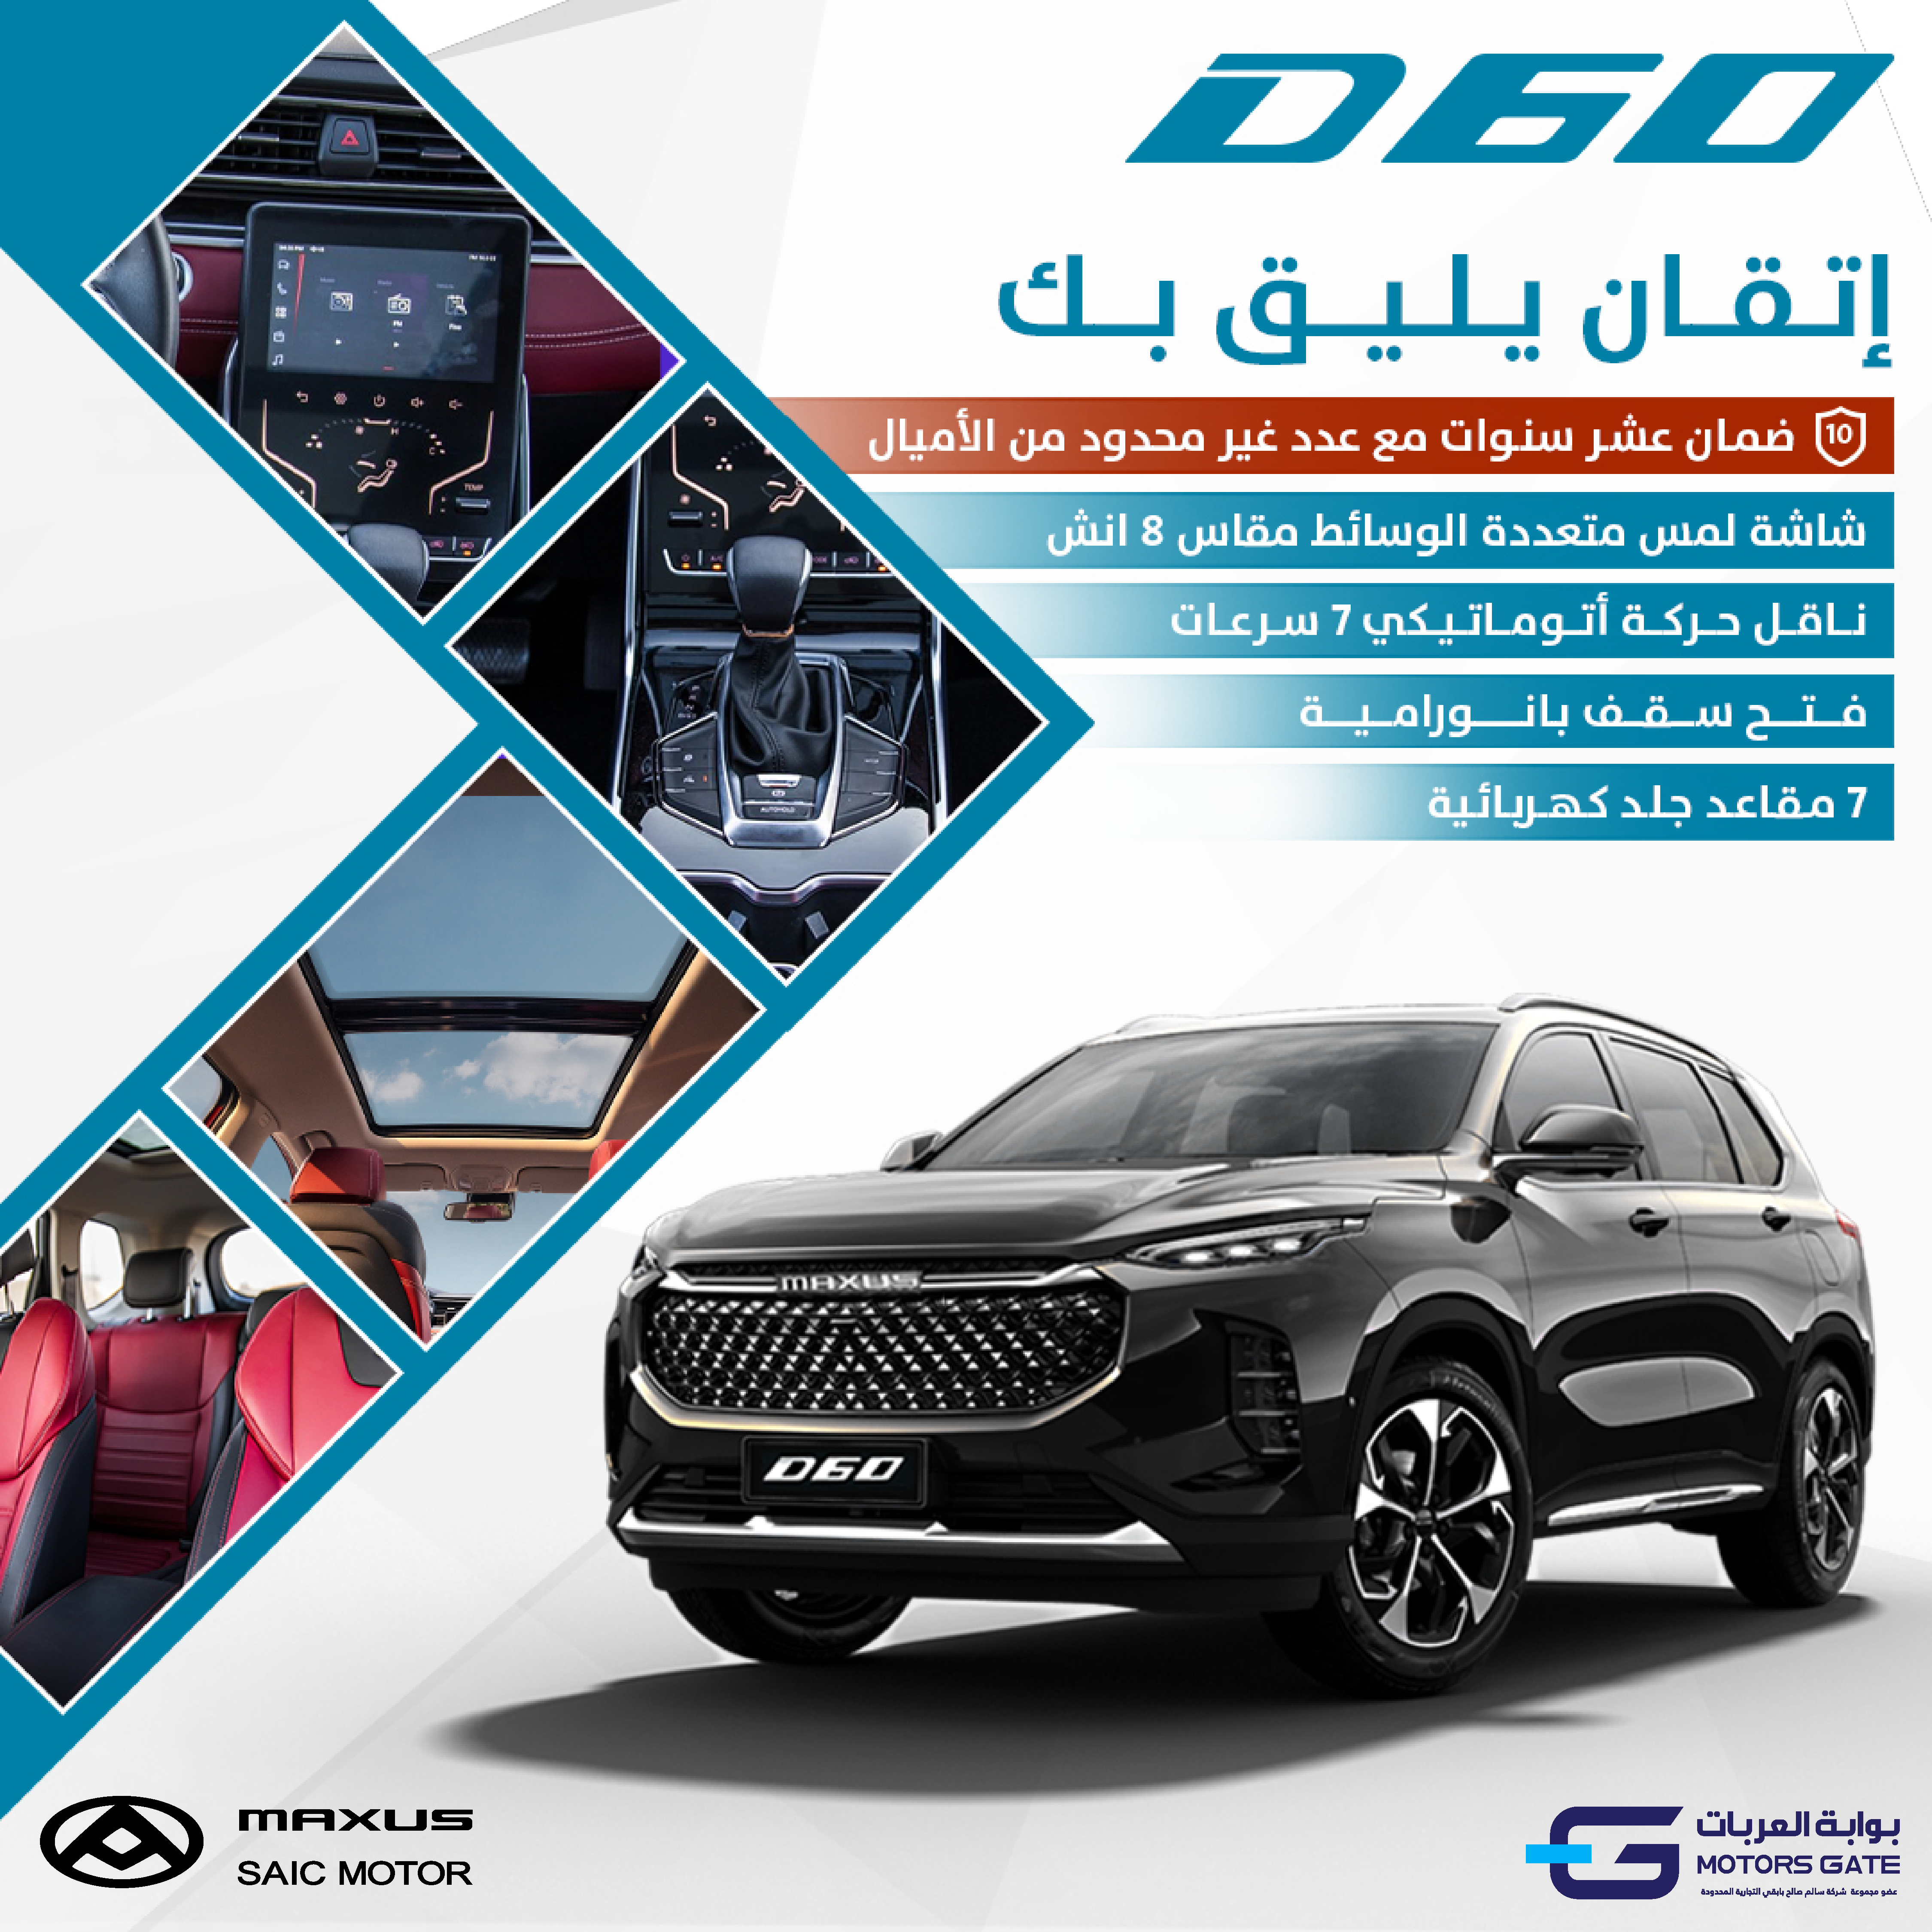 D60
إتقان يليق بك
10 ضمان عشر سنوات مع عدد غير محدود من الأميال
شاشة لمس متعددة الوسائط مقاس 8 انش
ناقل حركة أتوماتيكي 7 سرعات
فتح سقف بانورامية
7 مقاعد جلد كهربائية
TEMP
AUTOHOLD
MAXUS
D60
MAXUS
SAIC MOTOR
بوابة العربات
MOTORS GATE
عضو مجموعة شركة سالم صالح بابقي التجارية المحدودة